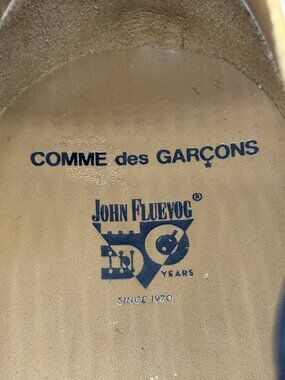 COMME des GARÇONS
JOHN FLUEVOG®
50
YEARS
SINCE 1970